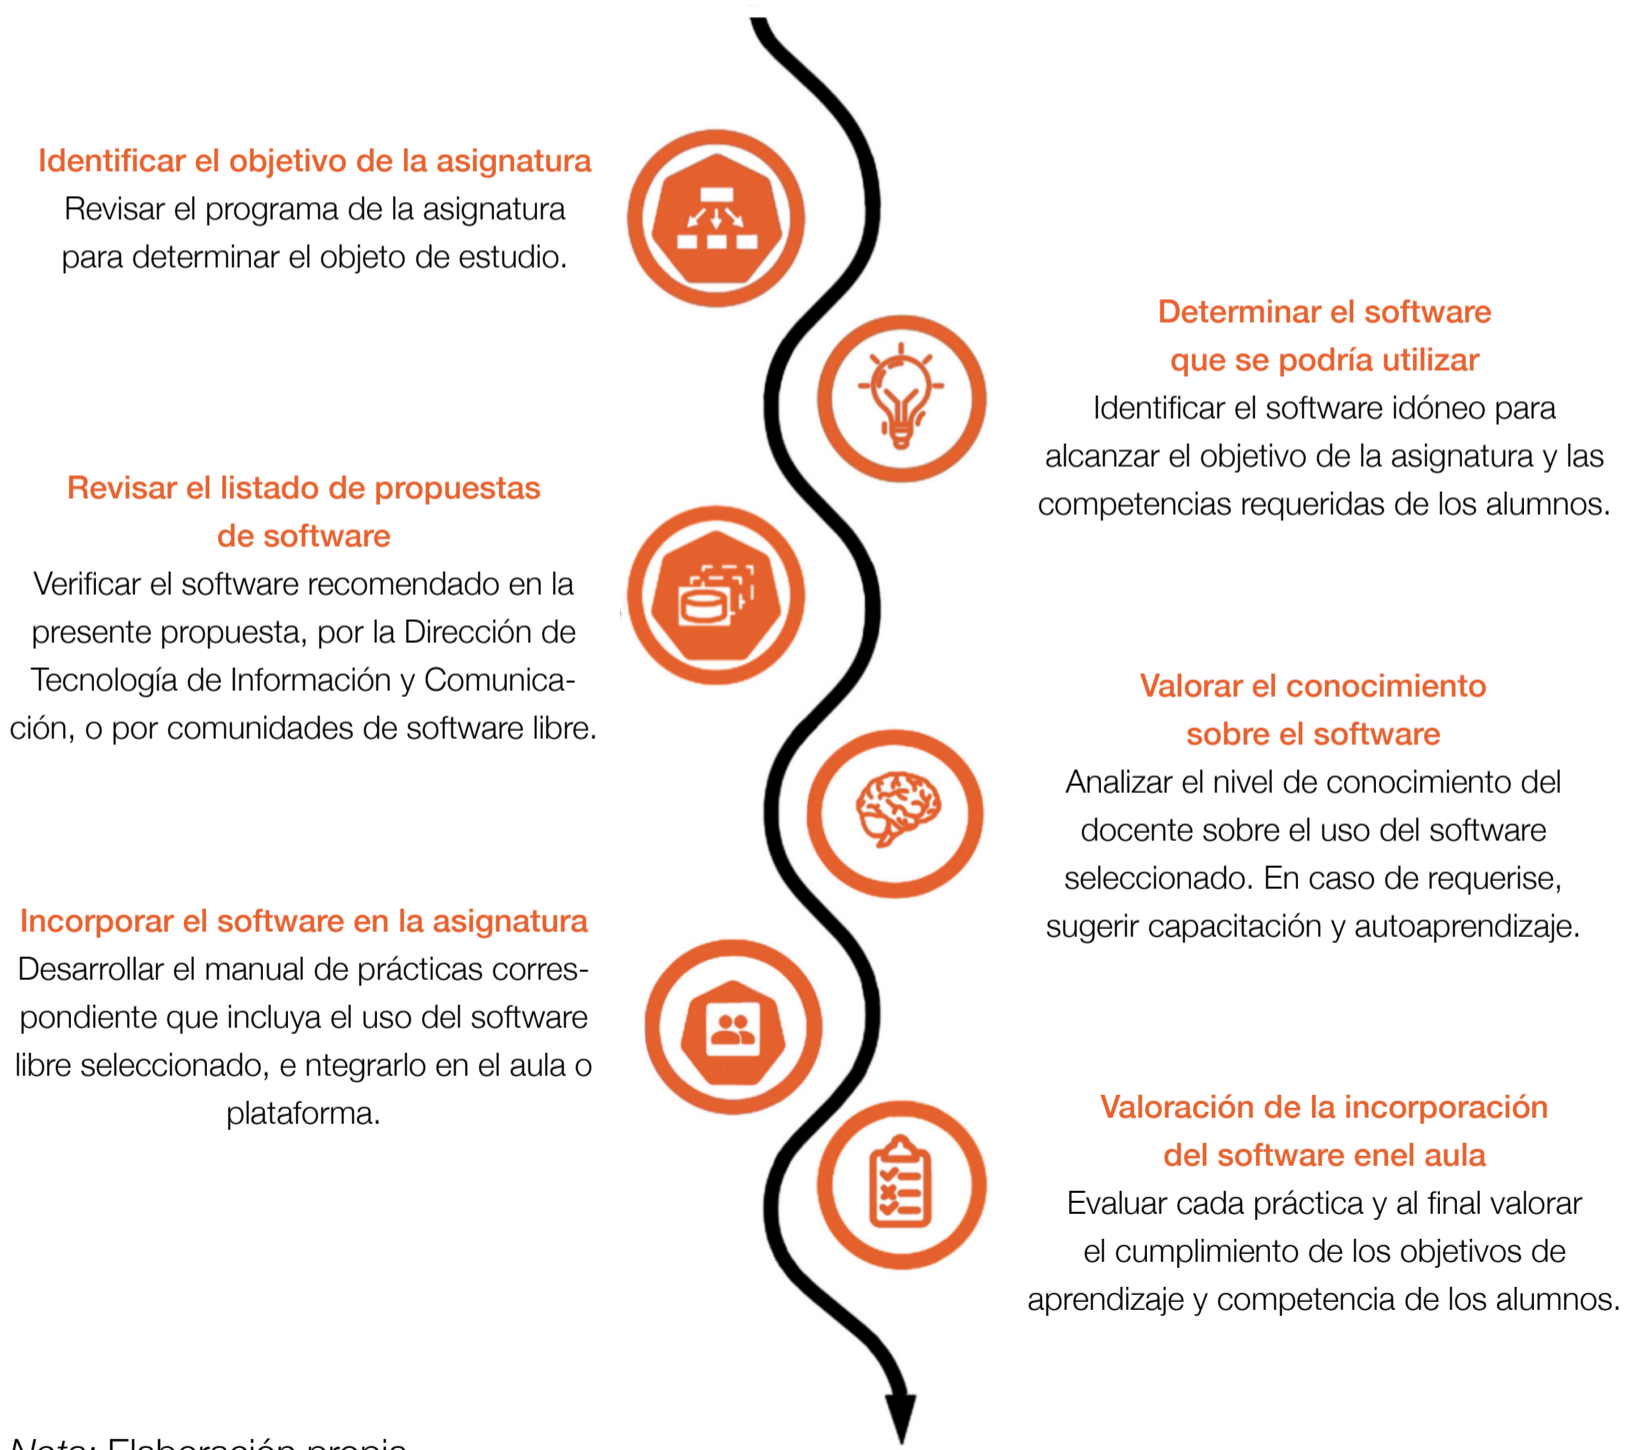 Identificar el objetivo de la asignatura
Revisar el programa de la asignatura
para determinar el objeto de estudio.
Determinar el software
que se podría utilizar
Identificar el software idóneo para
alcanzar el objetivo de la asignatura y las
competencias requeridas de los alumnos.
Revisar el listado de propuestas
de software
Verificar el software recomendado en la
presente propuesta, por la Dirección de
Tecnología de Información y Comunica-
ción, o por comunidades de software libre.
Valorar el conocimiento
sobre el software
Analizar el nivel de conocimiento del
docente sobre el uso del software
seleccionado. En caso de requerise,
sugerir capacitación y autoaprendizaje.
Incorporar el software en la asignatura
Desarrollar el manual de prácticas corres-
pondiente que incluya el uso del software
libre seleccionado, e ntegrarlo en el aula o
plataforma.
Valoración de la incorporación
del software enel aula
Evaluar cada práctica y al final valorar
el cumplimiento de los objetivos de
aprendizaje y competencia de los alumnos.
Nota: Elaboración propia